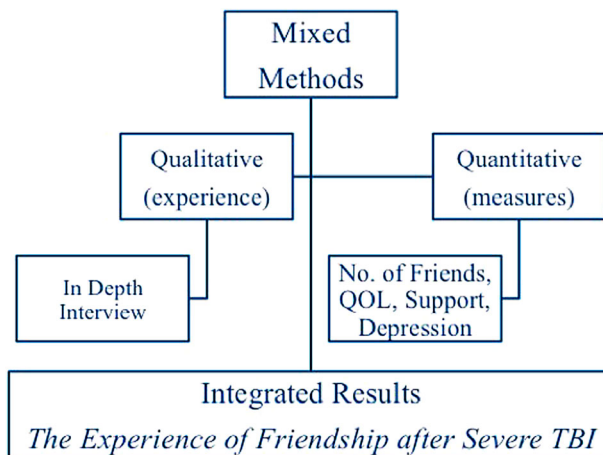 Mixed
Methods
Qualitative
(experience)
Quantitative
(measures)
In Depth
Interview
No. of Friends,
QOL, Support,
Depression
Integrated Results
The Experience of Friendship after Severe TBI